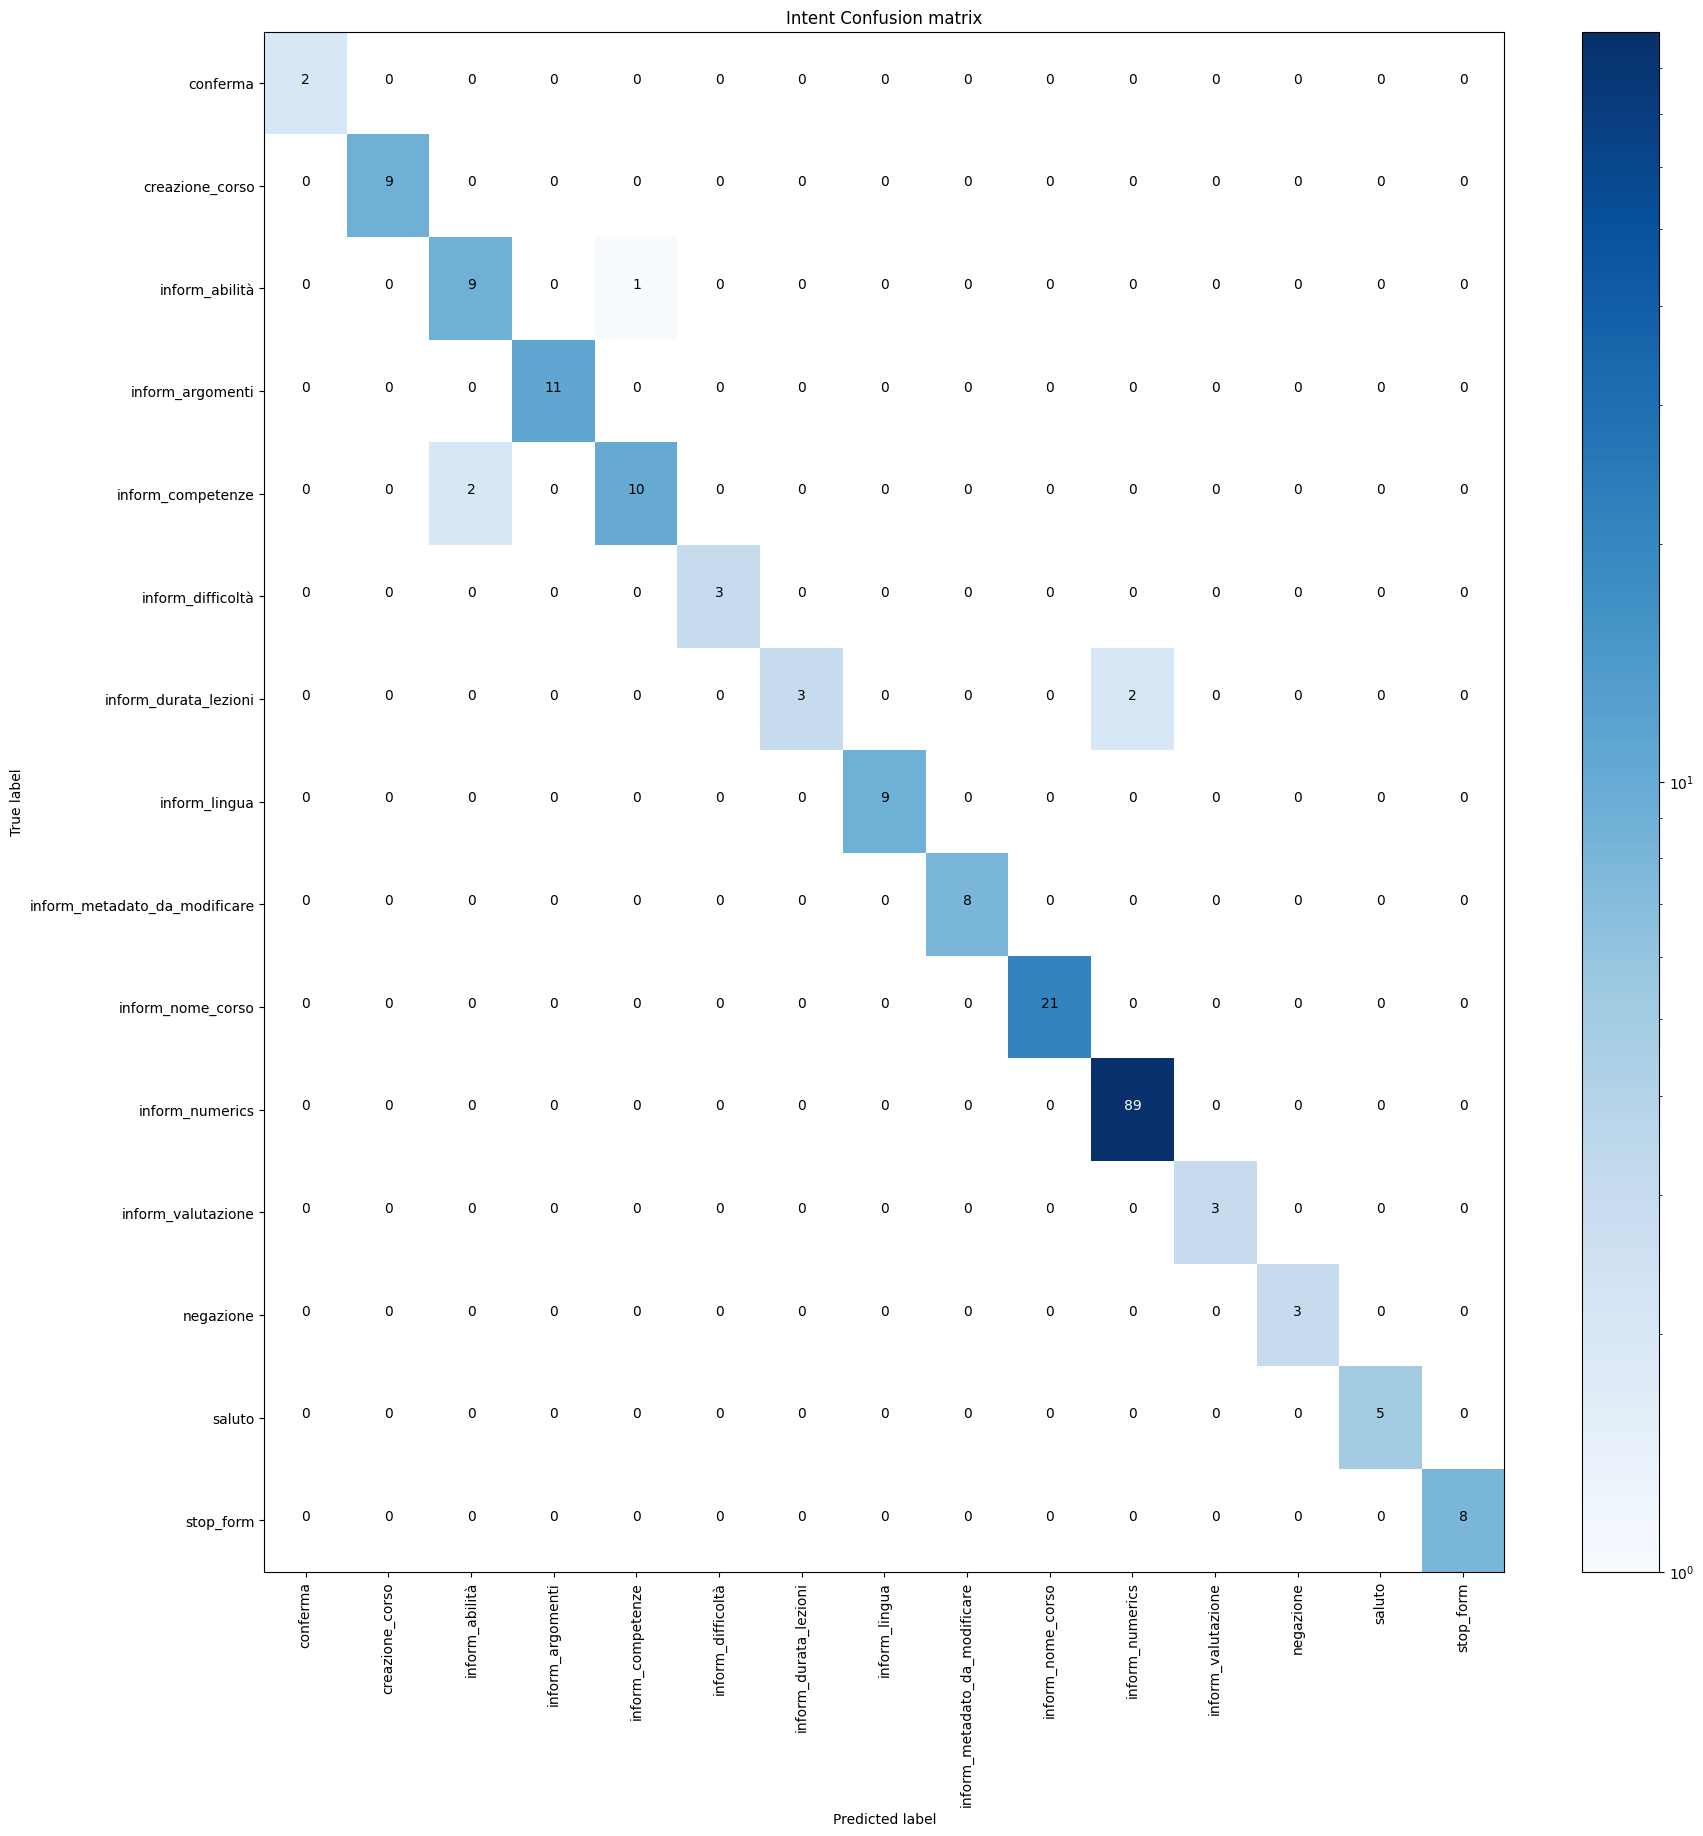 Intent Confusion matrix
conferma 2 0 0 0 0 0 0 0 0 0 0 0 0 0 0
creazione_corso 0 9 0 0 0 0 0 0 0 0 0 0 0 0 0
inform_abilità 0 0 9 0 1 0 0 0 0 0 0 0 0 0 0
inform_argomenti 0 0 0 11 0 0 0 0 0 0 0 0 0 0 0
inform_competenze 0 0 2 0 10 0 0 0 0 0 0 0 0 0 0
inform_difficoltà 0 0 0 0 0 3 0 0 0 0 0 0 0 0 0
inform_durata_lezioni 0 0 0 0 0 0 3 0 0 0 2 0 0 0 0
inform_lingua 0 0 0 0 0 0 0 9 0 0 0 0 0 0 0
inform_metadato_da_modificare 0 0 0 0 0 0 0 0 8 0 0 0 0 0 0
inform_nome_corso 0 0 0 0 0 0 0 0 0 21 0 0 0 0 0
inform_numerics 0 0 0 0 0 0 0 0 0 0 89 0 0 0 0
inform_valutazione 0 0 0 0 0 0 0 0 0 0 0 3 0 0 0
negazione 0 0 0 0 0 0 0 0 0 0 0 0 3 0 0
saluto 0 0 0 0 0 0 0 0 0 0 0 0 0 5 0
stop_form 0 0 0 0 0 0 0 0 0 0 0 0 0 0 8
True label
conferma
creazione_corso
inform_abilità
inform_argomenti
inform_competenze
inform_difficoltà
inform_durata_lezioni
inform_lingua
inform_metadato_da_modificare
inform_nome_corso
inform_numerics
inform_valutazione
negazione
saluto
stop_form
Predicted label
10¹
10⁰